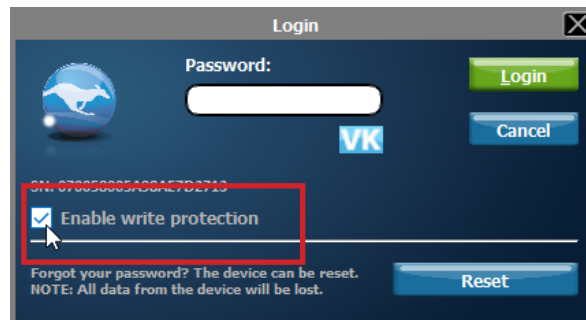 Login
Password:
Login
VK
Cancel
Enable write protection
Forgot your password? The device can be reset.
NOTE: All data from the device will be lost.
Reset